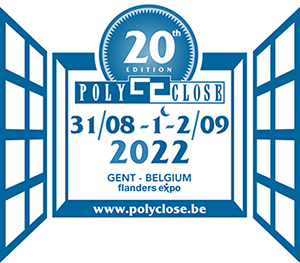 20th
EDITION
POLY CLOSE
31/08 - 1 - 2/09
2022
GENT - BELGIUM
flanders expo
www.polyclose.be